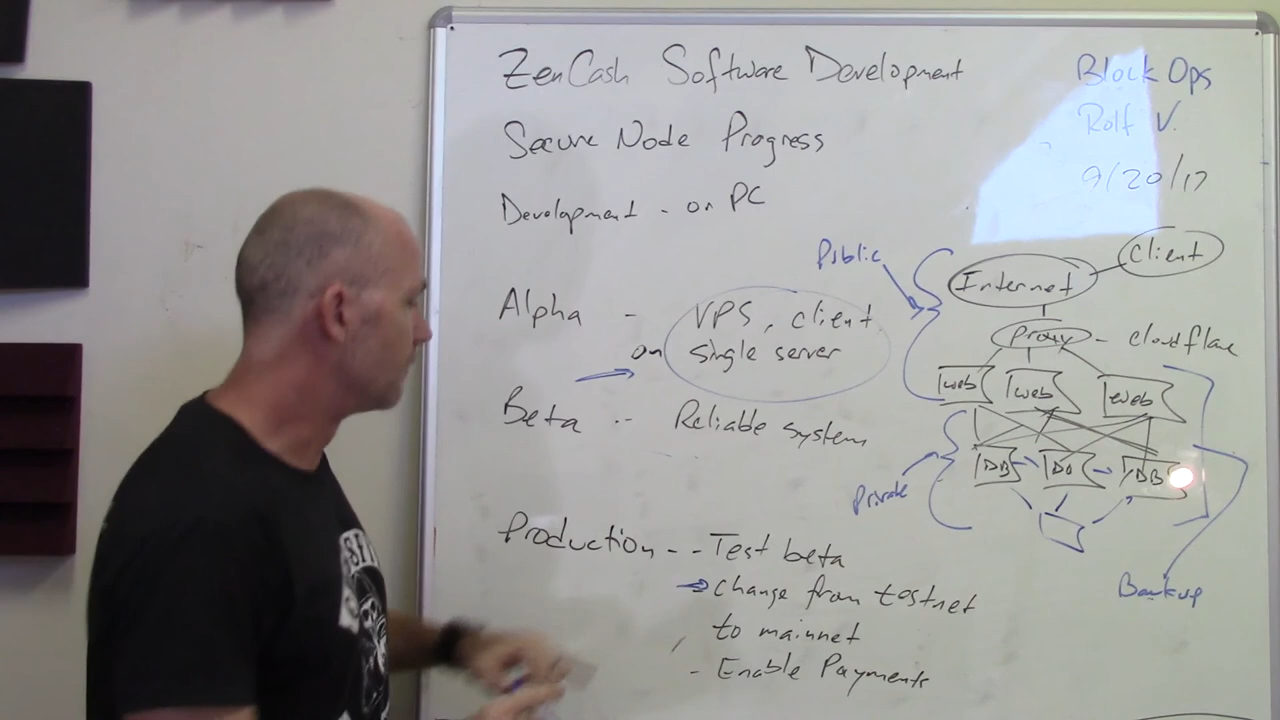 ZenCash Software Development
Block Ops
Secure Node Progress
Rolf V.
9/20/17
Development - on PC
Public
Internet
Client
Alpha - VPS, client
on single server
Proxy - cloudflare
web web web
Beta - Reliable system
DB DB DB
Private
Production - - Test beta
change from testnet
to mainnet
- Enable Payments
Backup